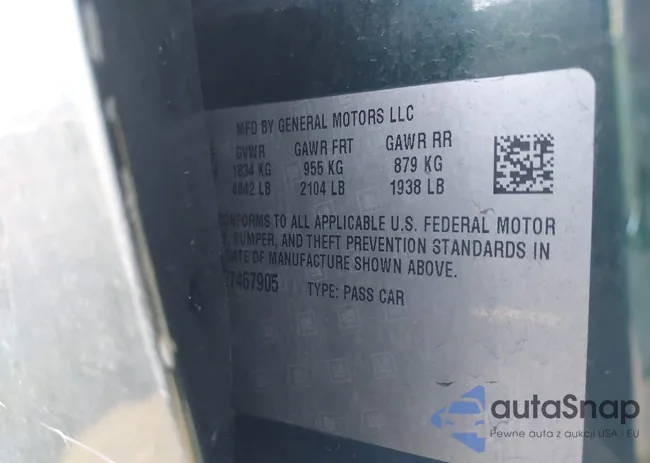 MFD BY GENERAL MOTORS LLC
GVWR GAWR FRT GAWR RR
1834 KG 955 KG 879 KG
4042 LB 2104 LB 1938 LB
CONFORMS TO ALL APPLICABLE U.S. FEDERAL MOTOR
BUMPER, AND THEFT PREVENTION STANDARDS IN
DATE OF MANUFACTURE SHOWN ABOVE.
7467905 TYPE: PASS CAR
autaSnap
Pewne auta z aukcji USA i EU